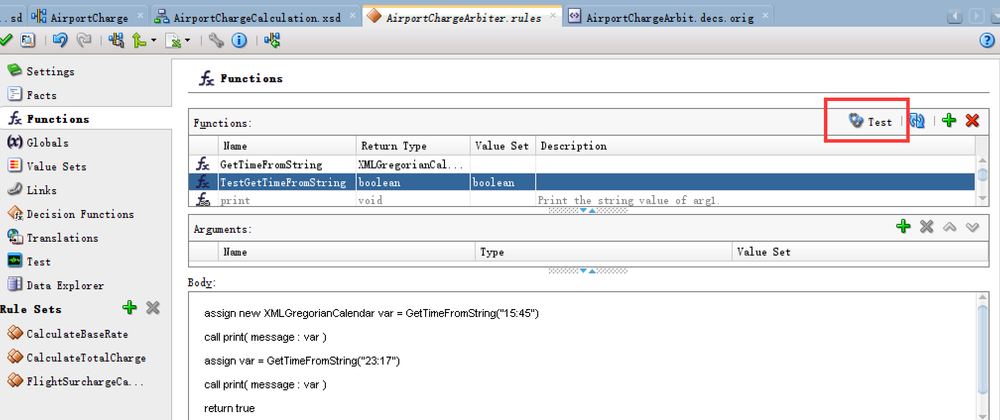 ..sd AirportCharge AirportChargeCalculation.xsd AirportChargeArbiter.rules AirportChargeArbit.decs.orig
Settings
Facts
Functions
Globals
Value Sets
Links
Decision Functions
Translations
Test
Data Explorer
Rule Sets
CalculateBaseRate
CalculateTotalCharge
FlightSurchargeCa...
Functions
Functions: Test
Name Return Type Value Set Description
GetTimeFromString XMLGregorianCal...
TestGetTimeFromString boolean boolean
print void Print the string value of arg1.
Arguments:
Name Type Value Set
Body:
assign new XMLGregorianCalendar var = GetTimeFromString("15:45")
call print( message : var )
assign var = GetTimeFromString("23:17")
call print( message : var )
return true